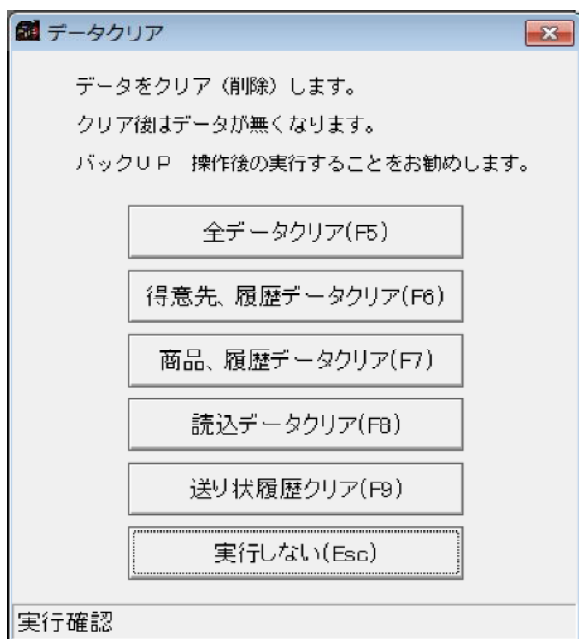 データクリア
データをクリア（削除）します。
クリア後はデータが無くなります。
バックＵＰ　操作後の実行することをお勧めします。
全データクリア(F5)
得意先、履歴データクリア(F6)
商品、履歴データクリア(F7)
読込データクリア(F8)
送り状履歴クリア(F9)
実行しない(Esc)
実行確認